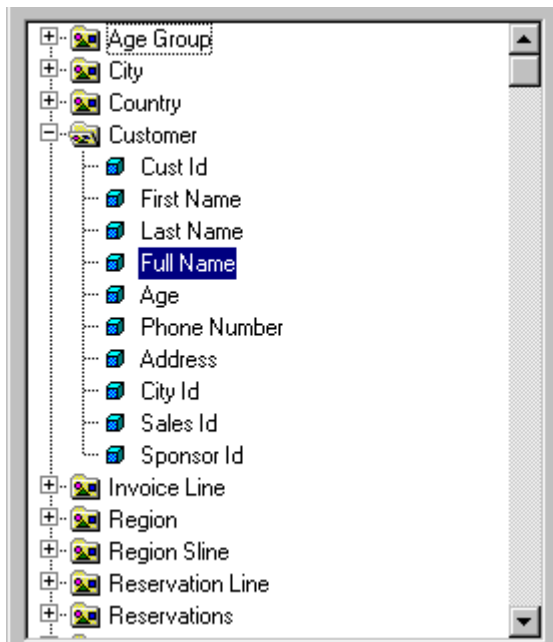 Age Group
City
Country
Customer
Cust Id
First Name
Last Name
Full Name
Age
Phone Number
Address
City Id
Sales Id
Sponsor Id
Invoice Line
Region
Region Sline
Reservation Line
Reservations